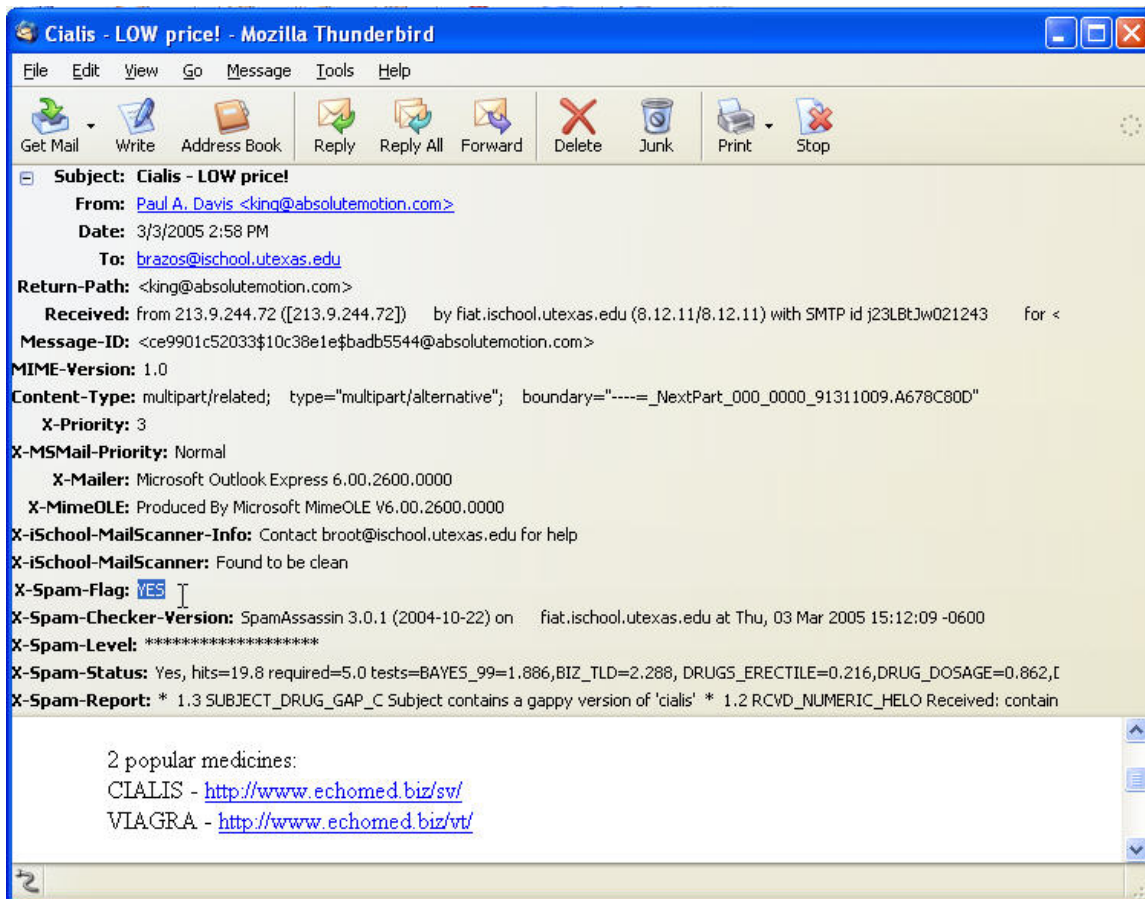 Cialis - LOW price! - Mozilla Thunderbird
File Edit View Go Message Tools Help
Get Mail Write Address Book Reply Reply All Forward Delete Junk Print Stop
Subject: Cialis - LOW price!
From: Paul A. Davis <king@absolutemotion.com>
Date: 3/3/2005 2:58 PM
To: brazos@ischool.utexas.edu
Return-Path: <king@absolutemotion.com>
Received: from 213.9.244.72 ([213.9.244.72]) by fiat.ischool.utexas.edu (8.12.11/8.12.11) with SMTP id j23LBtJw021243 for <
Message-ID: <ce9901c52033$10c38e1e$badb5544@absolutemotion.com>
MIME-Version: 1.0
Content-Type: multipart/related; type="multipart/alternative"; boundary="----=_NextPart_000_0000_91311009.A678C80D"
X-Priority: 3
X-MSMail-Priority: Normal
X-Mailer: Microsoft Outlook Express 6.00.2600.0000
X-MimeOLE: Produced By Microsoft MimeOLE V6.00.2600.0000
X-iSchool-MailScanner-Info: Contact broot@ischool.utexas.edu for help
X-iSchool-MailScanner: Found to be clean
X-Spam-Flag: YES
X-Spam-Checker-Version: SpamAssassin 3.0.1 (2004-10-22) on fiat.ischool.utexas.edu at Thu, 03 Mar 2005 15:12:09 -0600
X-Spam-Level: *******************
X-Spam-Status: Yes, hits=19.8 required=5.0 tests=BAYES_99=1.886,BIZ_TLD=2.288, DRUGS_ERECTILE=0.216,DRUG_DOSAGE=0.862,
X-Spam-Report: * 1.3 SUBJECT_DRUG_GAP_C Subject contains a gappy version of 'cialis' * 1.2 RCVD_NUMERIC_HELO Received: contain
2 popular medicines:
CIALIS - http://www.echomed.biz/sv/
VIAGRA - http://www.echomed.biz/vt/